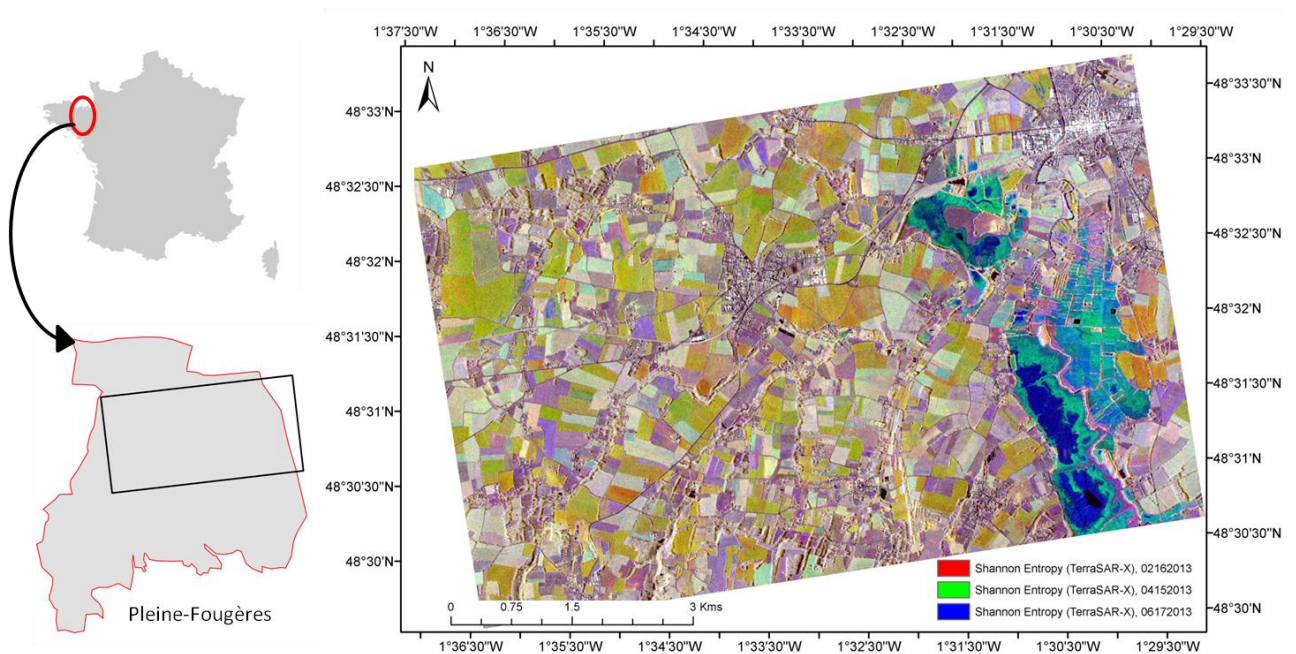 1°37'30"W 1°36'30"W 1°35'30"W 1°34'30"W 1°33'30"W 1°32'30"W 1°31'30"W 1°30'30"W 1°29'30"W
N
48°33'N
48°32'30"N
48°32'N
48°31'30"N
48°31'N
48°30'30"N
48°30'N
48°33'30"N
48°33'N
48°32'30"N
48°32'N
48°31'30"N
48°31'N
48°30'30"N
48°30'N
Pleine-Fougères
0 0.75 1.5 3 Kms
Shannon Entropy (TerraSAR-X), 02162013
Shannon Entropy (TerraSAR-X), 04152013
Shannon Entropy (TerraSAR-X), 06172013
1°36'30"W 1°35'30"W 1°34'30"W 1°33'30"W 1°32'30"W 1°31'30"W 1°30'30"W 1°29'30"W